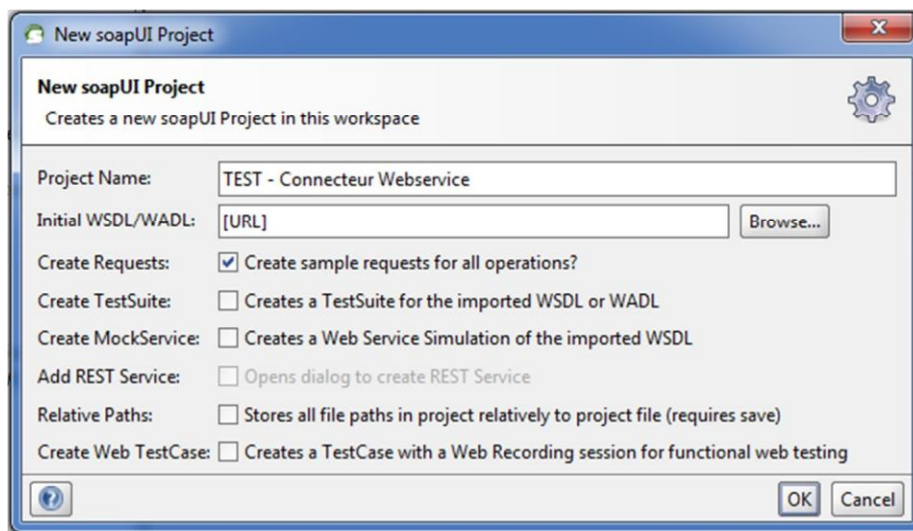 New soapUI Project
New soapUI Project
Creates a new soapUI Project in this workspace
Project Name: TEST - Connecteur Webservice
Initial WSDL/WADL: [URL] Browse...
Create Requests: Create sample requests for all operations?
Create TestSuite: Creates a TestSuite for the imported WSDL or WADL
Create MockService: Creates a Web Service Simulation of the imported WSDL
Add REST Service: Opens dialog to create REST Service
Relative Paths: Stores all file paths in project relatively to project file (requires save)
Create Web TestCase: Creates a TestCase with a Web Recording session for functional web testing
OK Cancel